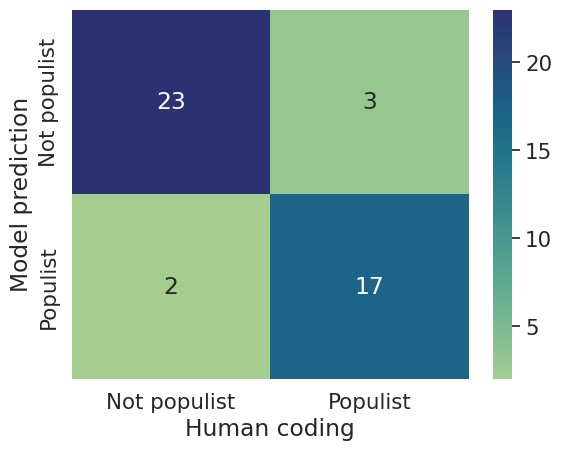 Model prediction
Not populist
Populist
23
3
2
17
20
15
10
5
Not populist
Populist
Human coding